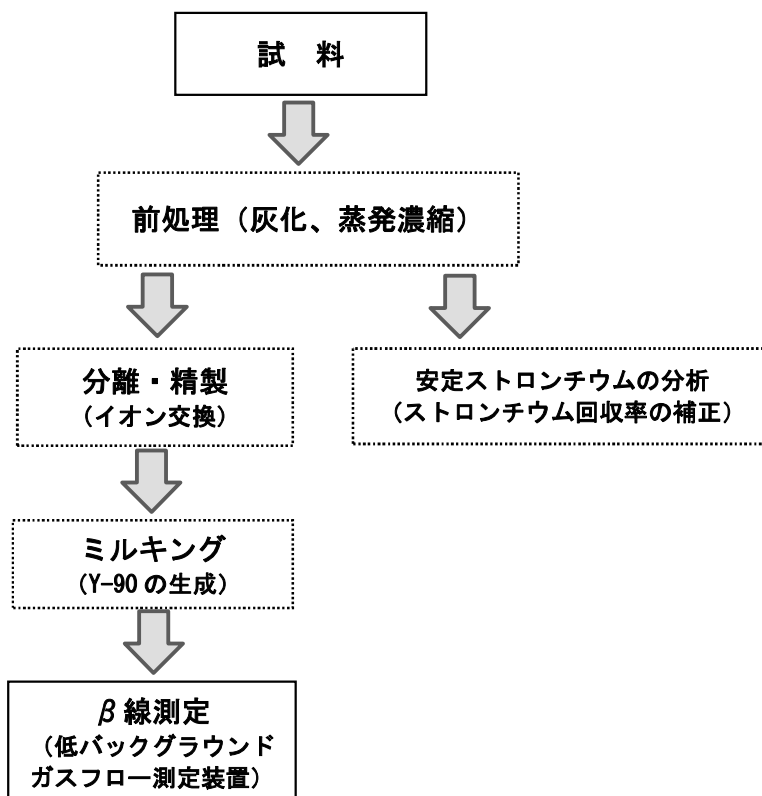 試　料
前処理（灰化、蒸発濃縮）
分離・精製
（イオン交換）
安定ストロンチウムの分析
（ストロンチウム回収率の補正）
ミルキング
（Y-90 の生成）
β線測定
（低バックグラウンド
ガスフロー測定装置）